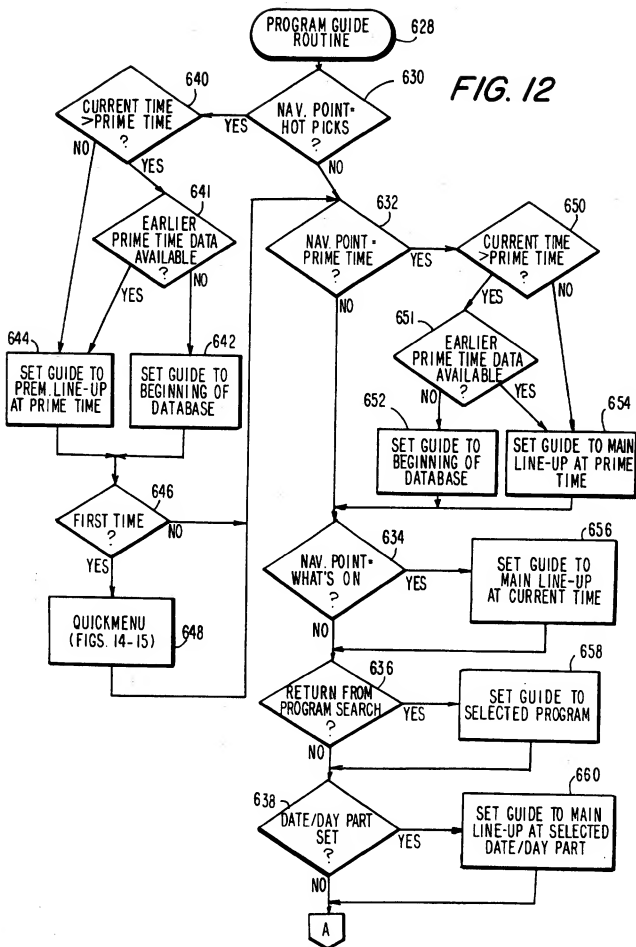 PROGRAM GUIDE
ROUTINE
628
FIG. 12
630
NAV. POINT=
HOT PICKS
?
YES
NO
640
CURRENT TIME
>PRIME TIME
?
NO
YES
641
EARLIER
PRIME TIME DATA
AVAILABLE
?
YES
NO
644
SET GUIDE TO
PREM. LINE-UP
AT PRIME TIME
642
SET GUIDE TO
BEGINNING OF
DATABASE
646
FIRST TIME
?
NO
YES
QUICKMENU
(FIGS. 14-15)
648
632
NAV. POINT=
PRIME TIME
?
YES
NO
650
CURRENT TIME
>PRIME TIME
?
YES
NO
651
EARLIER
PRIME TIME DATA
AVAILABLE
?
NO
YES
652
SET GUIDE TO
BEGINNING OF
DATABASE
654
SET GUIDE TO MAIN
LINE-UP AT PRIME
TIME
634
NAV. POINT=
WHAT'S ON
?
YES
NO
656
SET GUIDE TO
MAIN LINE-UP
AT CURRENT TIME
636
RETURN FROM
PROGRAM SEARCH
?
YES
NO
658
SET GUIDE TO
SELECTED PROGRAM
638
DATE/DAY PART
SET
?
YES
NO
660
SET GUIDE TO MAIN
LINE-UP AT SELECTED
DATE/DAY PART
A